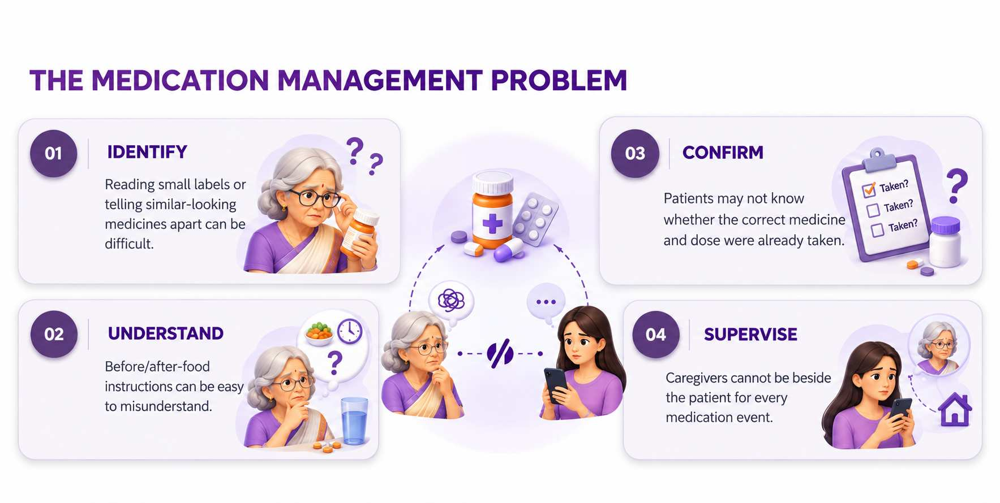 THE MEDICATION MANAGEMENT PROBLEM
01
IDENTIFY
Reading small labels or
telling similar-looking
medicines apart can be
difficult.
? ?
02
UNDERSTAND
Before/after-food
instructions can be easy
to misunderstand.
?
03
CONFIRM
Patients may not know
whether the correct medicine
and dose were already taken.
Taken?
Taken?
Taken?
?
04
SUPERVISE
Caregivers cannot be beside
the patient for every
medication event.